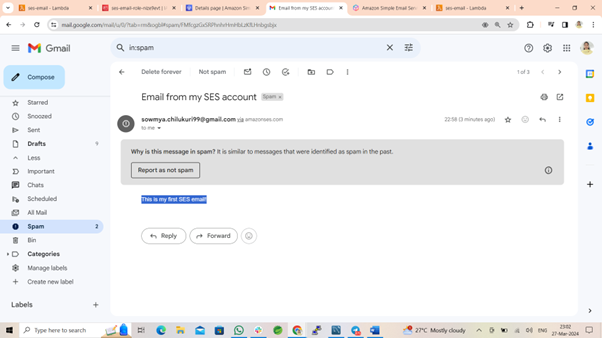 ses-email - Lambda
ses-email-role-nbzrlext | I
Details page | Amazon Sim
Email from my SES account
Amazon Simple Email Servi
ses-email - Lambda
mail.google.com/mail/u/0/?tab=rm&ogbl#spam/
Gmail
in:spam
Compose
Starred
Snoozed
Sent
Drafts 9
Less
Important
Chats
Scheduled
All Mail
Spam 2
Bin
Categories
Manage labels
Create new label
Labels
Delete forever Not spam
1 of 3
Email from my SES account Spam ×
sowmya.chilukuri99@gmail.com via amazonses.com
22:58 (3 minutes ago)
to me
Why is this message in spam? It is similar to messages that were identified as spam in the past.
Report as not spam
This is my first SES email!
Reply
Forward
Type here to search
27°C Mostly cloudy
ENG
23:02
27-Mar-2024